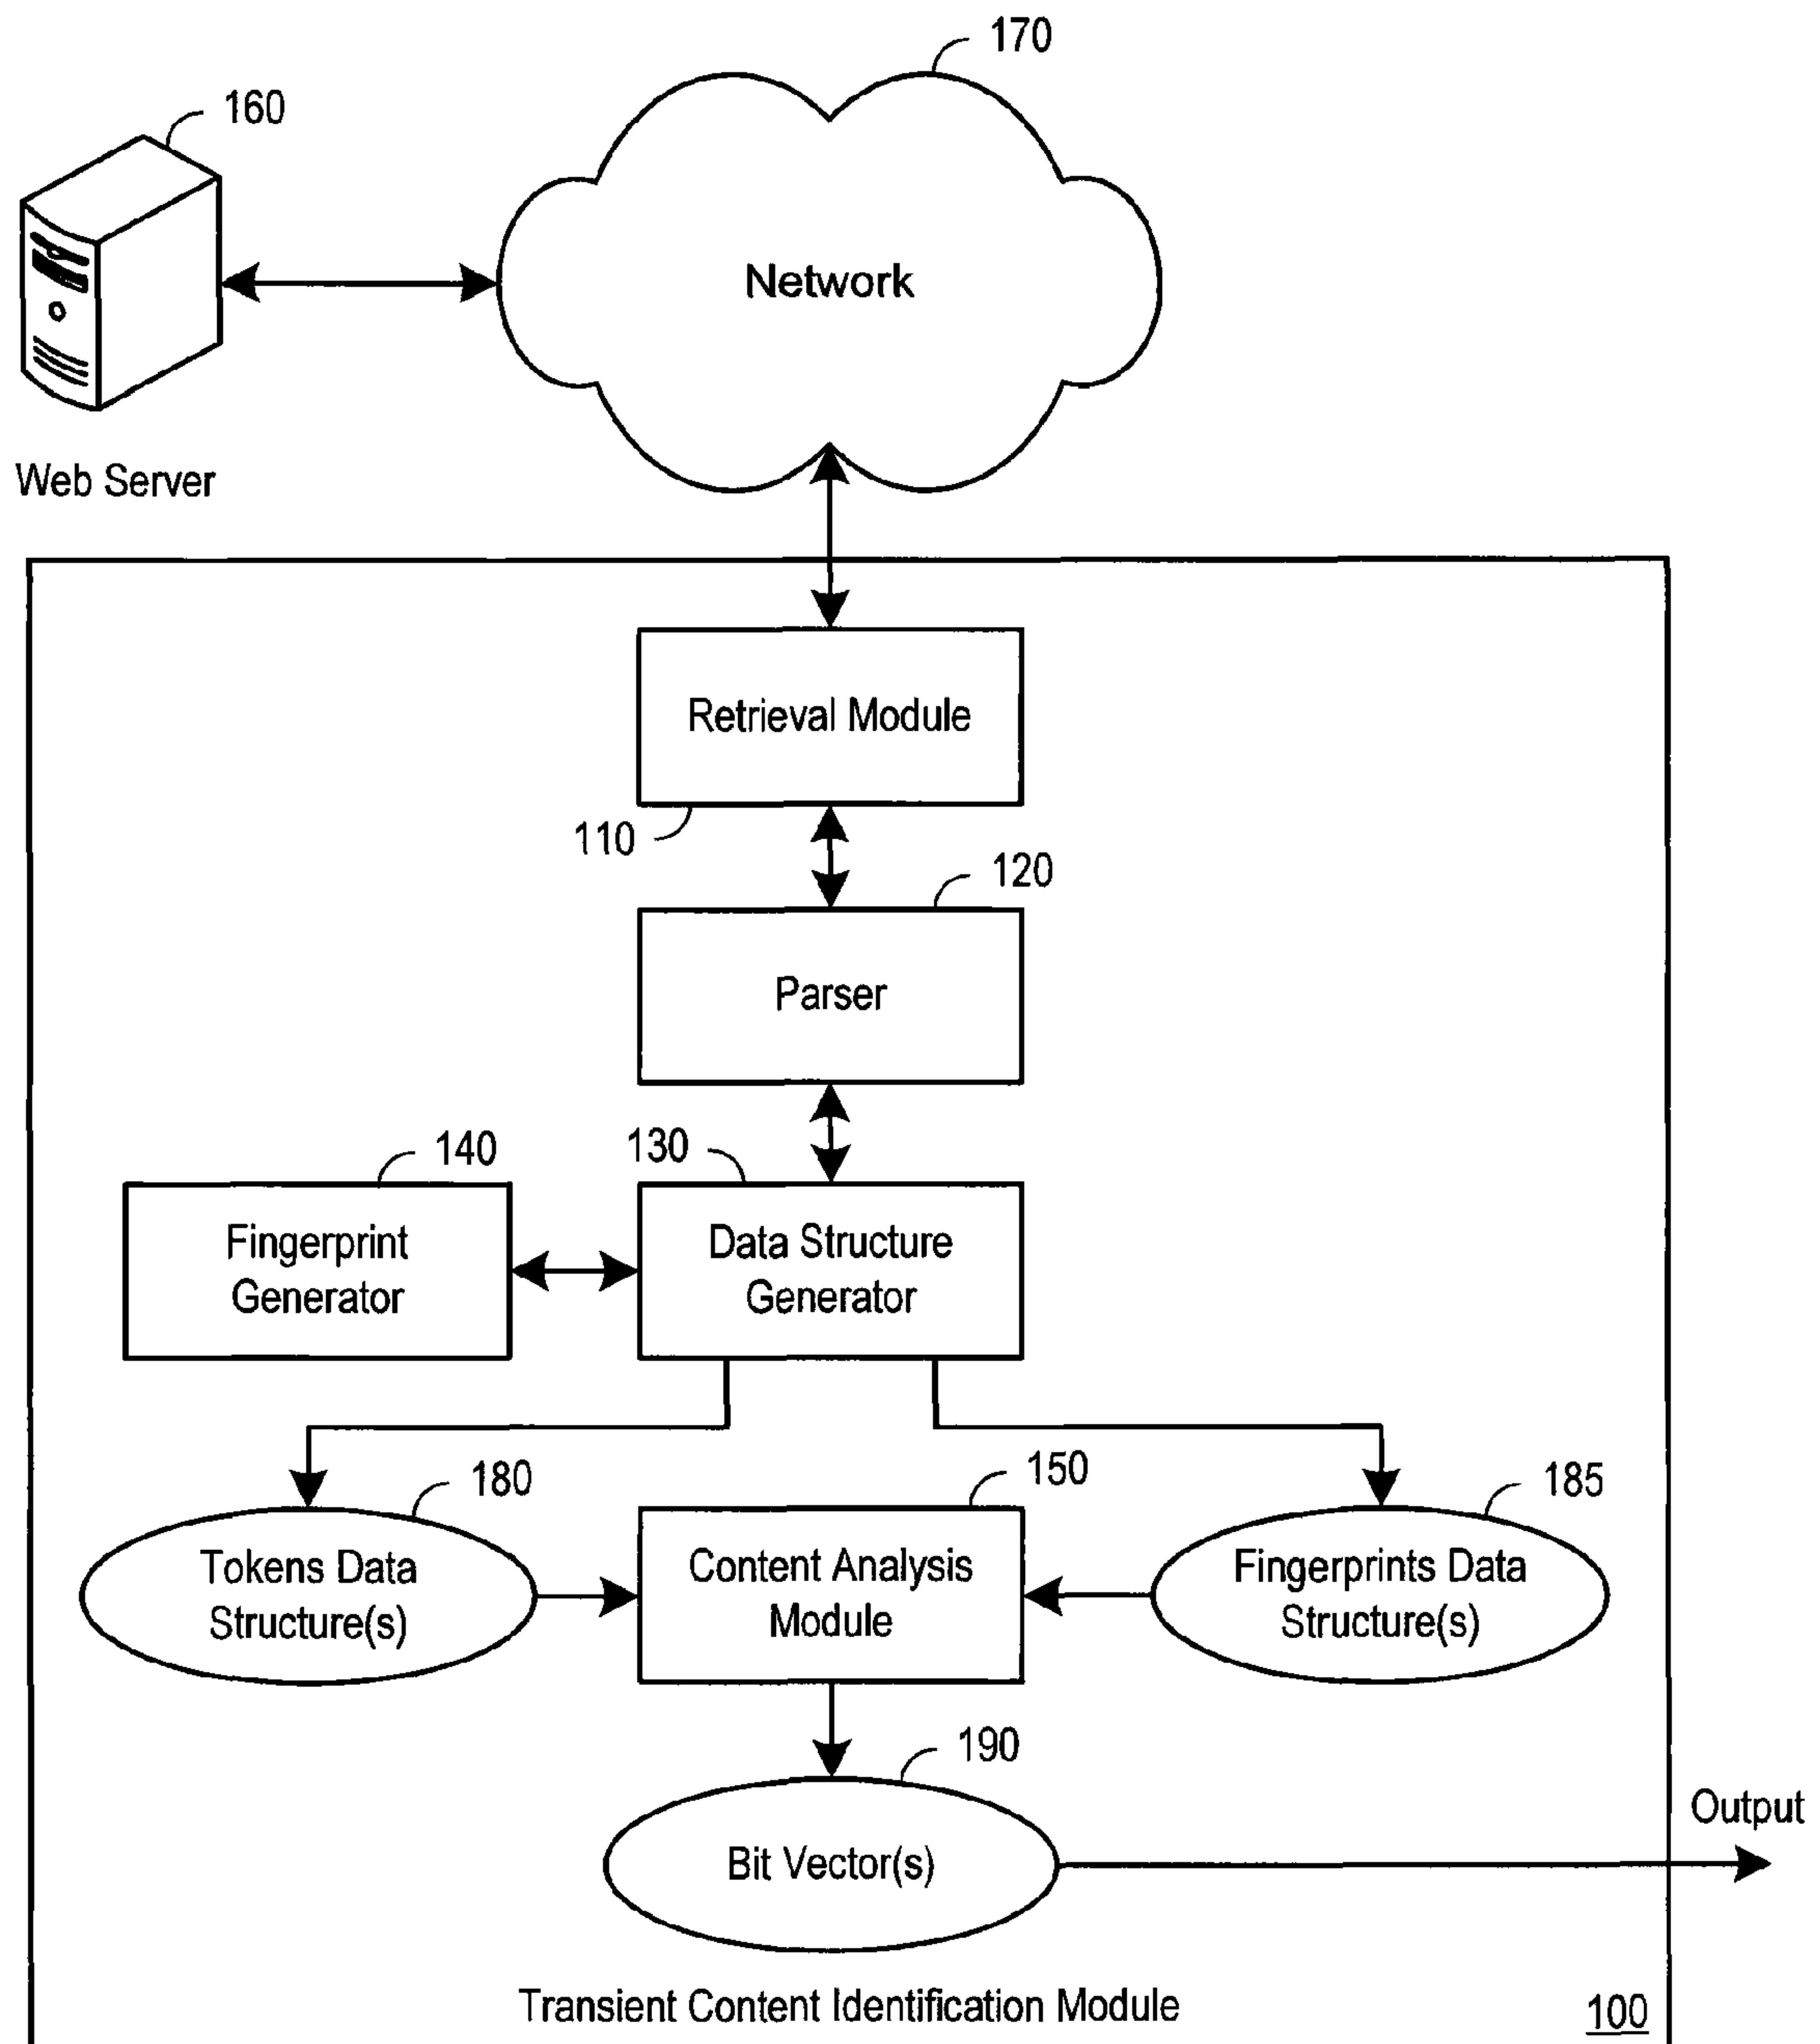 170
160
Network
Web Server
Retrieval Module
110
120
Parser
140
130
Fingerprint
Generator
Data Structure
Generator
180
150
185
Tokens Data
Structure(s)
Content Analysis
Module
Fingerprints Data
Structure(s)
190
Output
Bit Vector(s)
Transient Content Identification Module
100